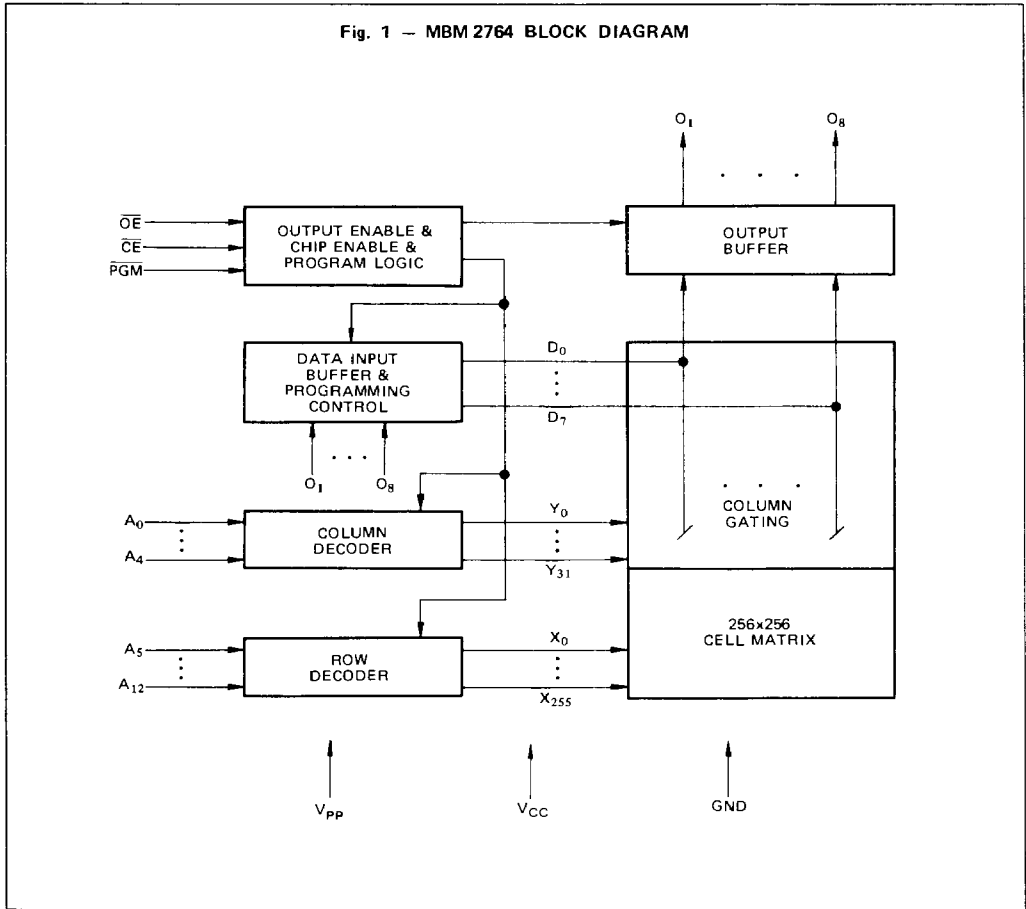 Fig. 1 — MBM 2764 BLOCK DIAGRAM
O1 O8
. . .
OE
CE
PGM
OUTPUT ENABLE &
CHIP ENABLE &
PROGRAM LOGIC
OUTPUT
BUFFER
DATA INPUT
BUFFER &
PROGRAMMING
CONTROL
D0
D7
. . .
O1 O8
. . .
COLUMN
GATING
A0
A4
COLUMN
DECODER
Y0
Y31
A5
A12
ROW
DECODER
X0
X255
256x256
CELL MATRIX
VPP
VCC
GND